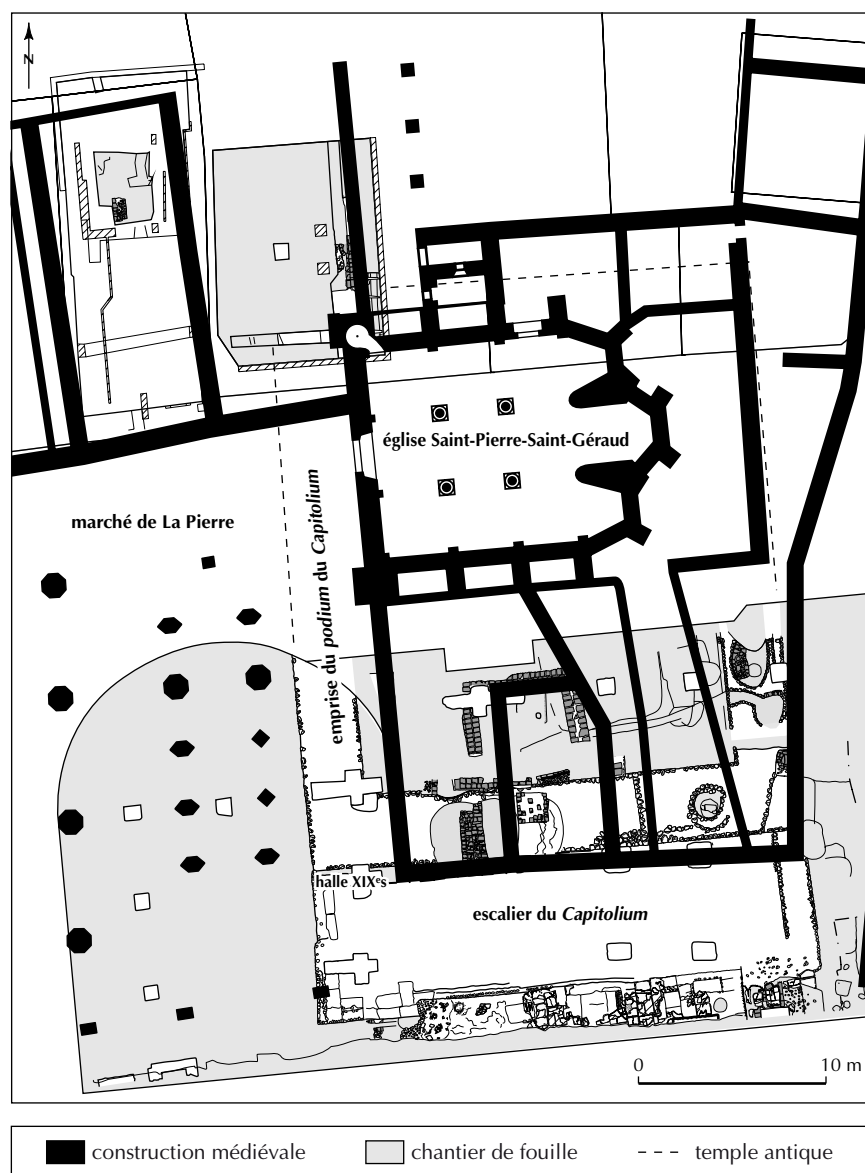 N
église Saint-Pierre-Saint-Géraud
marché de La Pierre
emprise du podium du Capitolium
halle XIXᵉs
escalier du Capitolium
0 10 m
construction médiévale chantier de fouille temple antique